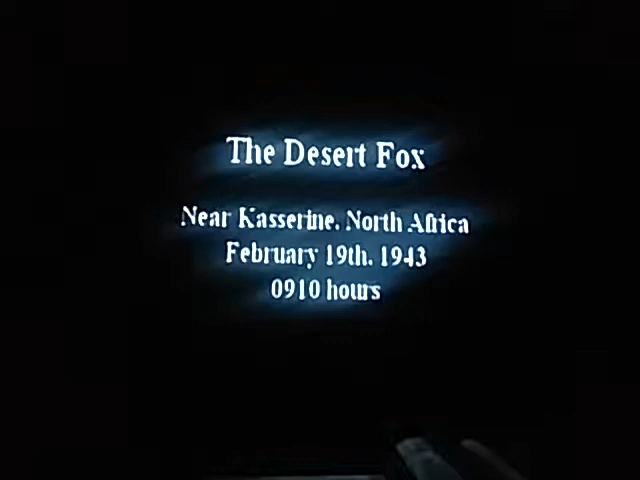 The Desert Fox
Near Kasserine, North Africa
February 19th, 1943
0910 hours